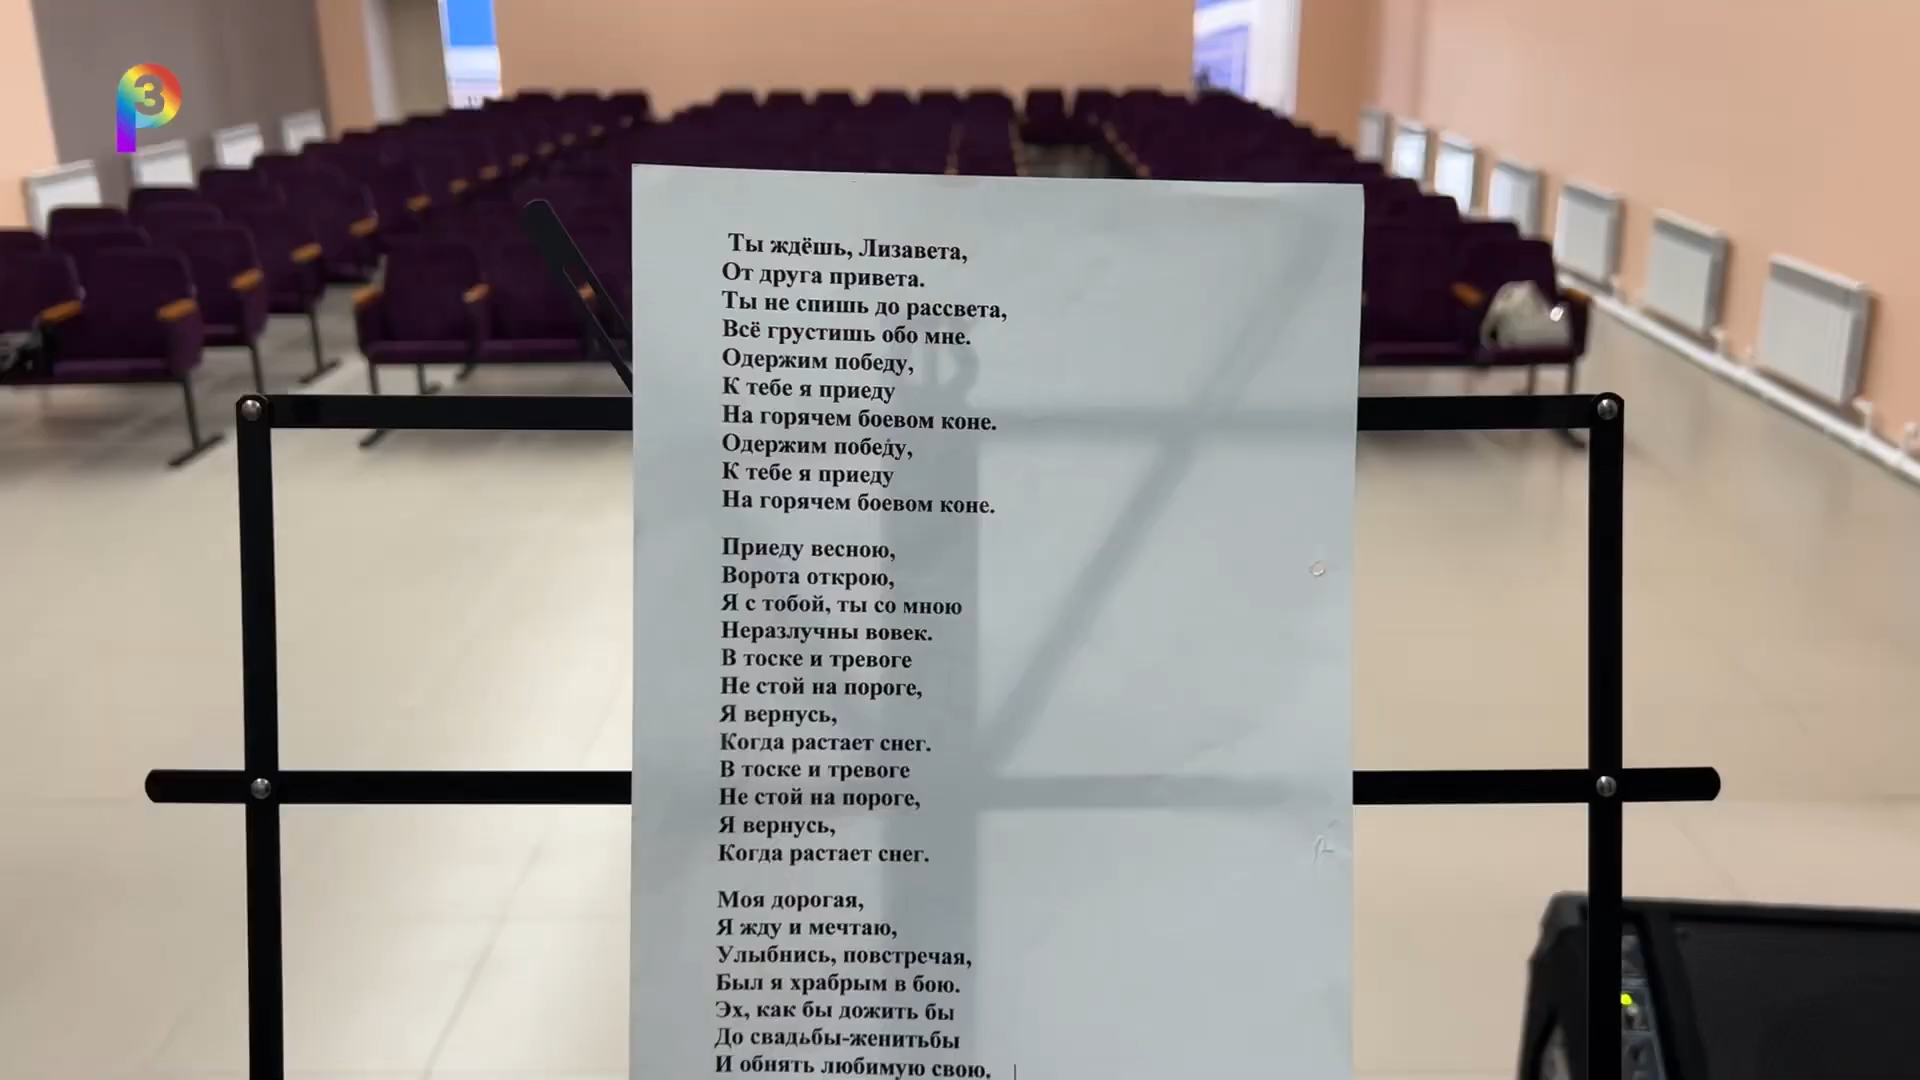 Р3
Ты ждёшь, Лизавета,
От друга привета.
Ты не спишь до рассвета,
Всё грустишь обо мне.
Одержим победу,
К тебе я приеду
На горячем боевом коне.
Одержим победу,
К тебе я приеду
На горячем боевом коне.
Приеду весною,
Ворота открою,
Я с тобой, ты со мною
Неразлучны вовек.
В тоске и тревоге
Не стой на пороге,
Я вернусь,
Когда растает снег.
В тоске и тревоге
Не стой на пороге,
Я вернусь,
Когда растает снег.
Моя дорогая,
Я жду и мечтаю,
Улыбнись, повстречая,
Был я храбрым в бою.
Эх, как бы дожить бы
До свадьбы-женитьбы
И обнять любимую свою.